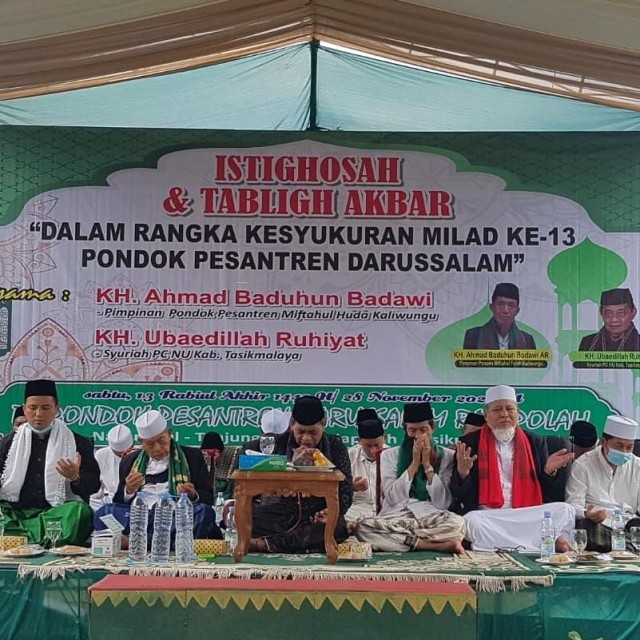 ISTIGHOSAH
& TABLIGH AKBAR
"DALAM RANGKA KESYUKURAN MILAD KE-13
PONDOK PESANTREN DARUSSALAM"
KH. Ahmad Baduhun Badawi
- Pimpinan Pondok Pesantren Miftahul Huda Kaliwungu
KH. Ubaedillah Ruhiyat
- Syuriah PC NU Kab. Tasikmalaya
KH. Ahmad Baduhun Badawi AR
KH. Ubaedillah Ruh
sabtu, 13 Rabiul Akhir 28 November
PONDOK PESANTREN